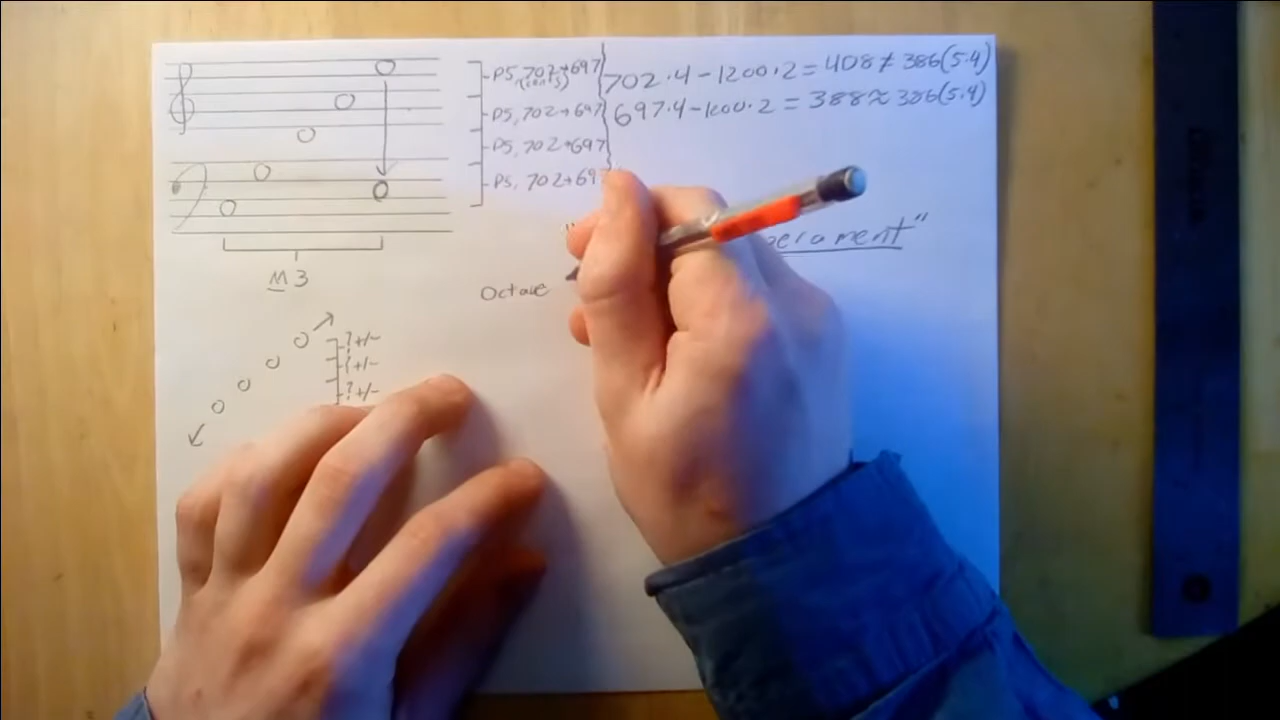 P5, 702→697
(cents)
P5, 702→697
P5, 702→697
P5, 702→697
702·4-1200·2=408≠386(5:4)
697·4-1200·2=388≈386(5:4)
perament"
M3
Octave
?+/-
?+/-
?+/-